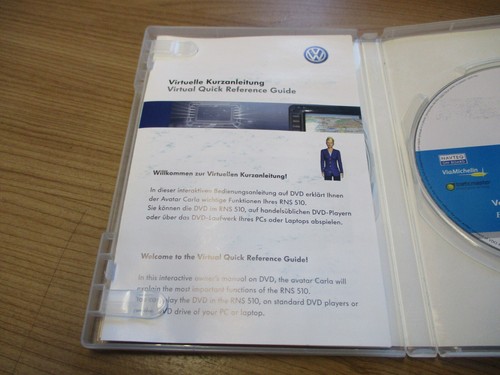 Virtuelle Kurzanleitung
Virtual Quick Reference Guide
Willkommen zur Virtuellen Kurzanleitung!
In dieser interaktiven Bedienungsanleitung auf DVD erklärt Ihnen
der Avatar Carla wichtige Funktionen Ihres RNS 510.
Sie können die DVD im RNS 510, auf handelsüblichen DVD-Playern
oder über das DVD-Laufwerk Ihres PCs oder Laptops abspielen.
Welcome to the Virtual Quick Reference Guide!
In this interactive owner's manual on DVD, the avatar Carla will
explain the most important functions of the RNS 510.
play the DVD in the RNS 510, on standard DVD players or
DVD drive of your PC or laptop.
NAVTEQ
ON BOARD
ViaMichelin